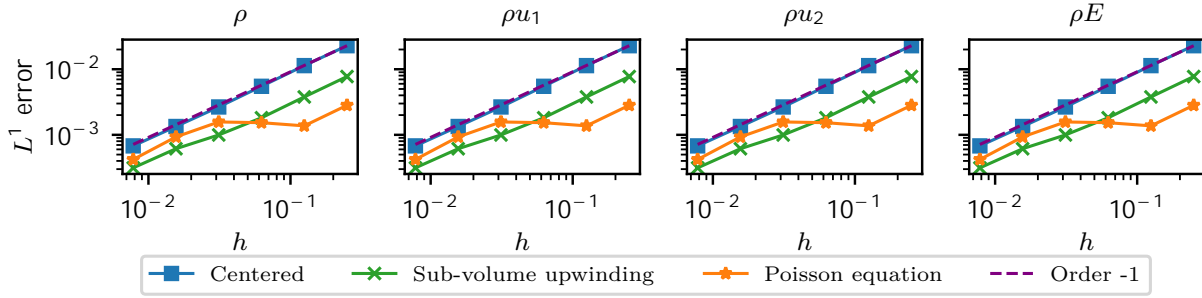 ρ ρu₁ ρu₂ ρE
L¹ error
10⁻²
10⁻³
10⁻² 10⁻¹ 10⁻² 10⁻¹ 10⁻² 10⁻¹ 10⁻² 10⁻¹
h h h h
Centered Sub-volume upwinding Poisson equation Order -1